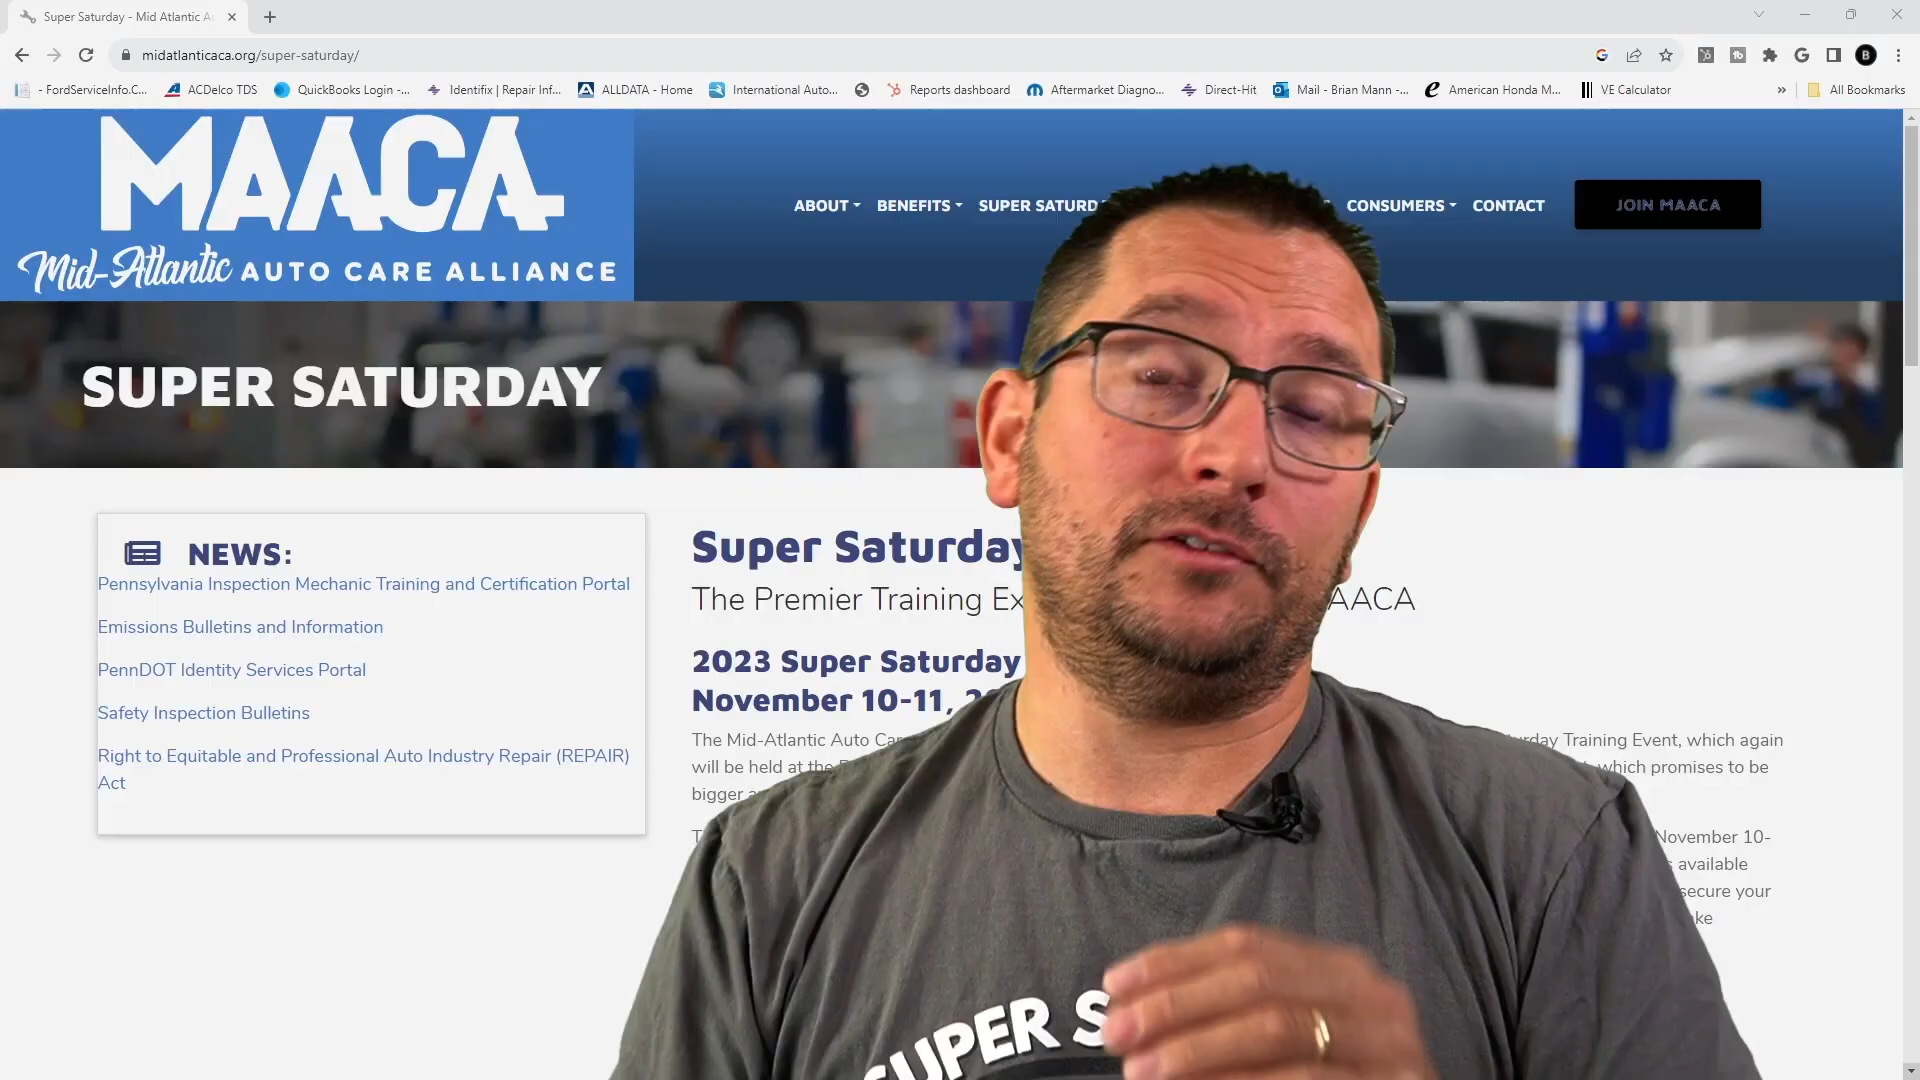 Super Saturday - Mid Atlantic A
midatlanticaca.org/super-saturday/
B
- FordServiceInfo.C...
ACDelco TDS
QuickBooks Login -...
Identifix | Repair Inf...
ALLDATA - Home
International Auto...
Reports dashboard
Aftermarket Diagno...
Direct-Hit
Mail - Brian Mann -...
American Honda M...
VE Calculator
»
All Bookmarks
MAACA
Mid-Atlantic AUTO CARE ALLIANCE
ABOUT
BENEFITS
SUPER SATURD
CONSUMERS
CONTACT
JOIN MAACA
SUPER SATURDAY
NEWS:
Pennsylvania Inspection Mechanic Training and Certification Portal
Emissions Bulletins and Information
PennDOT Identity Services Portal
Safety Inspection Bulletins
Right to Equitable and Professional Auto Industry Repair (REPAIR)
Act
Super Saturday
The Premier Training Ex AACA
2023 Super Saturday
November 10-11,
The Mid-Atlantic Auto Car rday Training Event, which again
will be held at the which promises to be
bigger
November 10-
available
secure your
ke
SUPER S